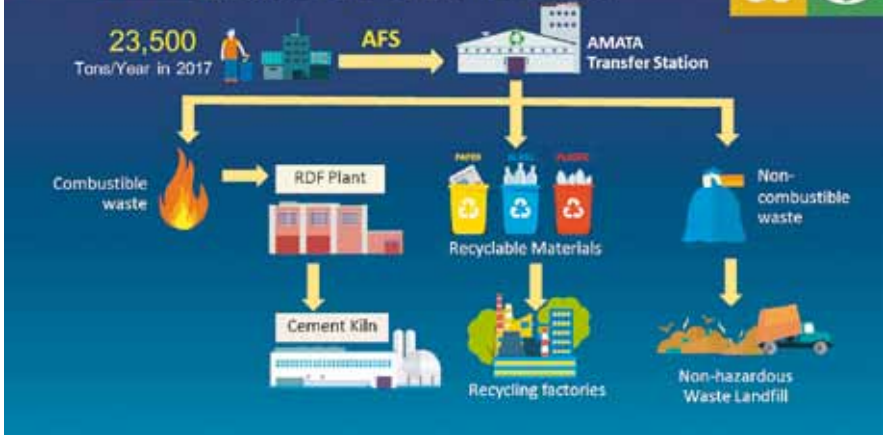 23,500
Tons/Year in 2017
AFS
AMATA
Transfer Station
Combustible
waste
RDF Plant
PAPER
GLASS
PLASTIC
Recyclable Materials
Non-
combustible
waste
Cement Kiln
Recycling factories
Non-hazardous
Waste Landfill